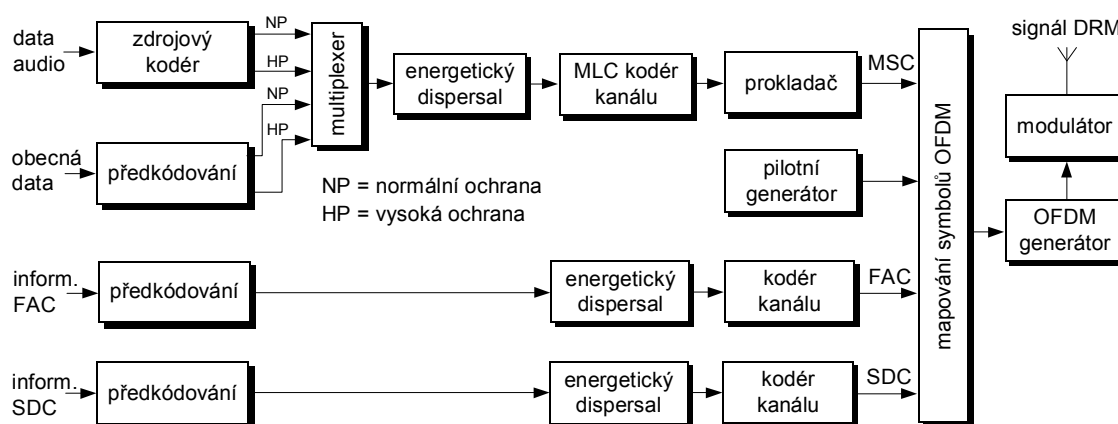 data
audio
zdrojový
kodér
NP
HP
NP
HP
multiplexer
energetický
dispersal
MLC kodér
kanálu
prokladač
MSC
signál DRM
modulátor
obecná
data
předkódování
NP = normální ochrana
HP = vysoká ochrana
pilotní
generátor
mapování symbolů OFDM
OFDM
generátor
inform.
FAC
předkódování
energetický
dispersal
kodér
kanálu
FAC
inform.
SDC
předkódování
energetický
dispersal
kodér
kanálu
SDC